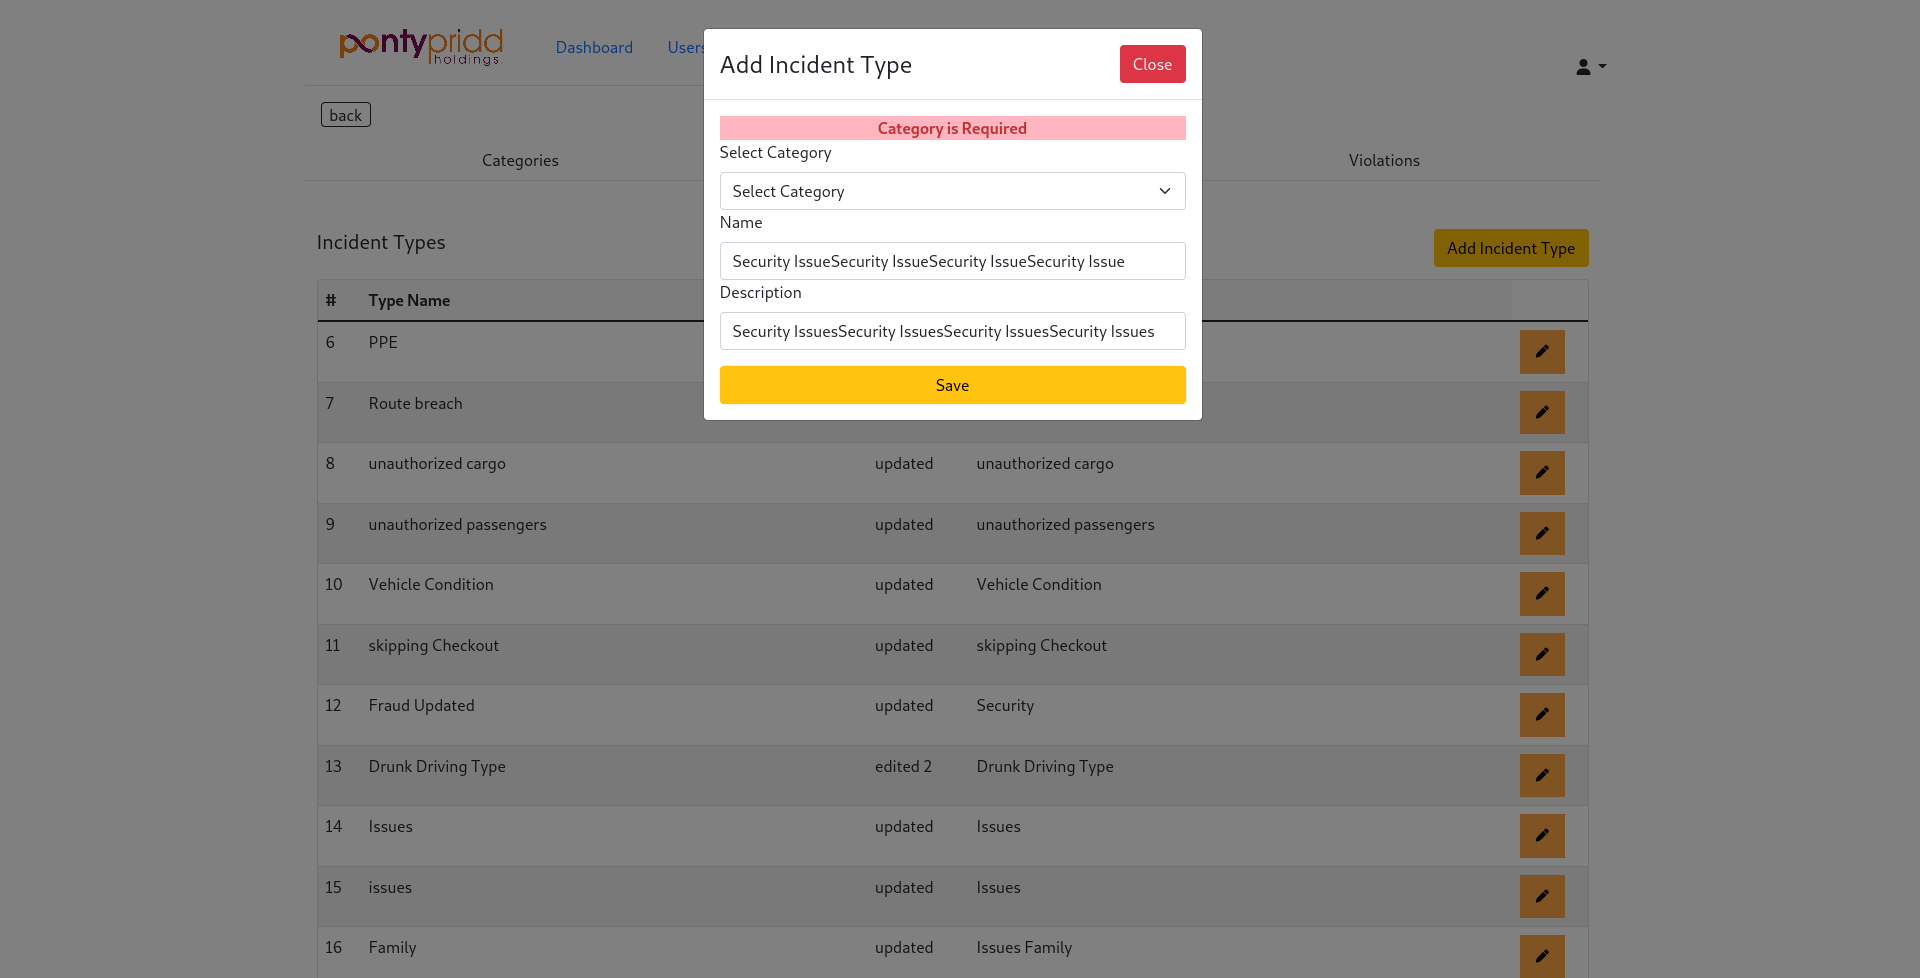 pontypridd
holdings.
Dashboard
Users
Add Incident Type
Close
back
Category is Required
Select Category
Categories
Violations
Select Category
Name
Incident Types
Add Incident Type
Security IssueSecurity IssueSecurity IssueSecurity Issue
Description
# Type Name
Security IssuesSecurity IssuesSecurity IssuesSecurity Issues
6 PPE
Save
7 Route breach
8 unauthorized cargo updated unauthorized cargo
9 unauthorized passengers updated unauthorized passengers
10 Vehicle Condition updated Vehicle Condition
11 skipping Checkout updated skipping Checkout
12 Fraud Updated updated Security
13 Drunk Driving Type edited 2 Drunk Driving Type
14 Issues updated Issues
15 issues updated Issues
16 Family updated Issues Family